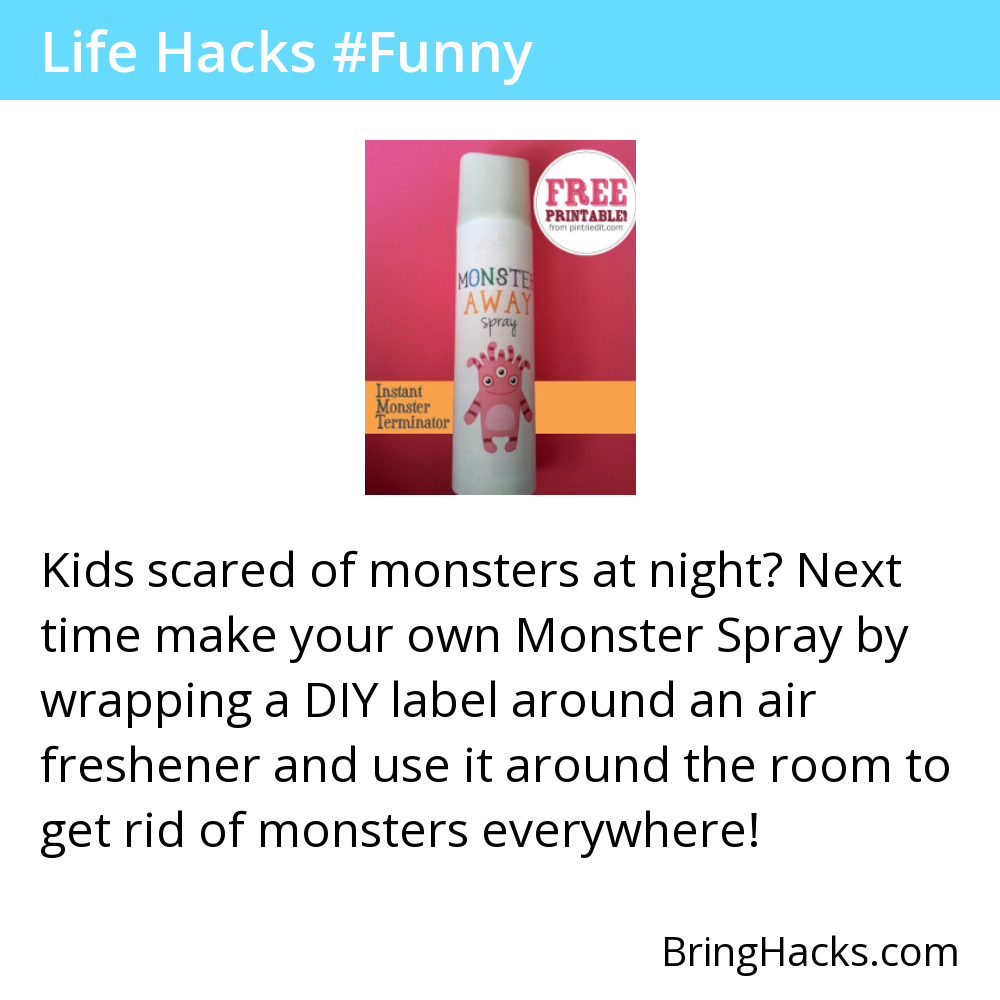 Life Hacks #Funny
FREE
PRINTABLE!
from pintriedit.com
MONSTE
AWAY
spray
Instant
Monster
Terminator
Kids scared of monsters at night? Next
time make your own Monster Spray by
wrapping a DIY label around an air
freshener and use it around the room to
get rid of monsters everywhere!
BringHacks.com